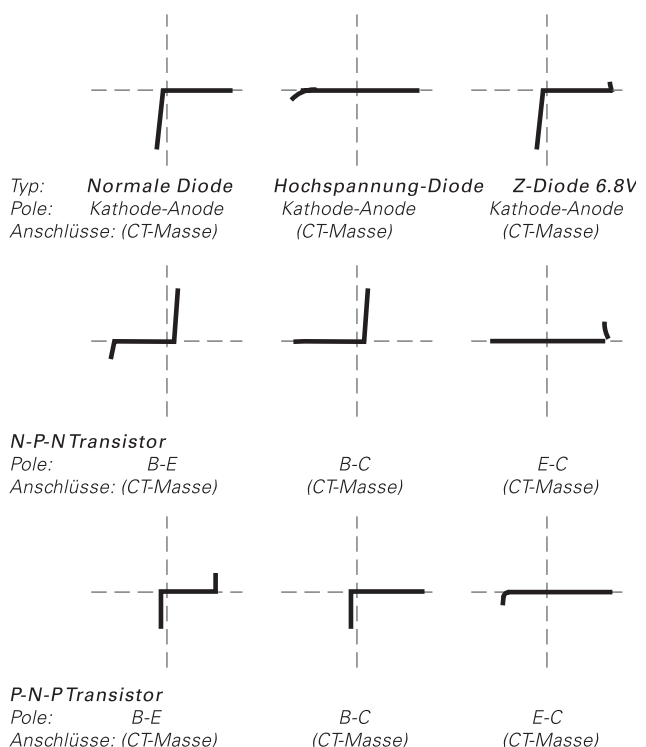 Typ: Normale Diode Hochspannung-Diode Z-Diode 6.8V
Pole: Kathode-Anode Kathode-Anode Kathode-Anode
Anschlüsse: (CT-Masse) (CT-Masse) (CT-Masse)
N-P-N Transistor
Pole: B-E B-C E-C
Anschlüsse: (CT-Masse) (CT-Masse) (CT-Masse)
P-N-P Transistor
Pole: B-E B-C E-C
Anschlüsse: (CT-Masse) (CT-Masse) (CT-Masse)